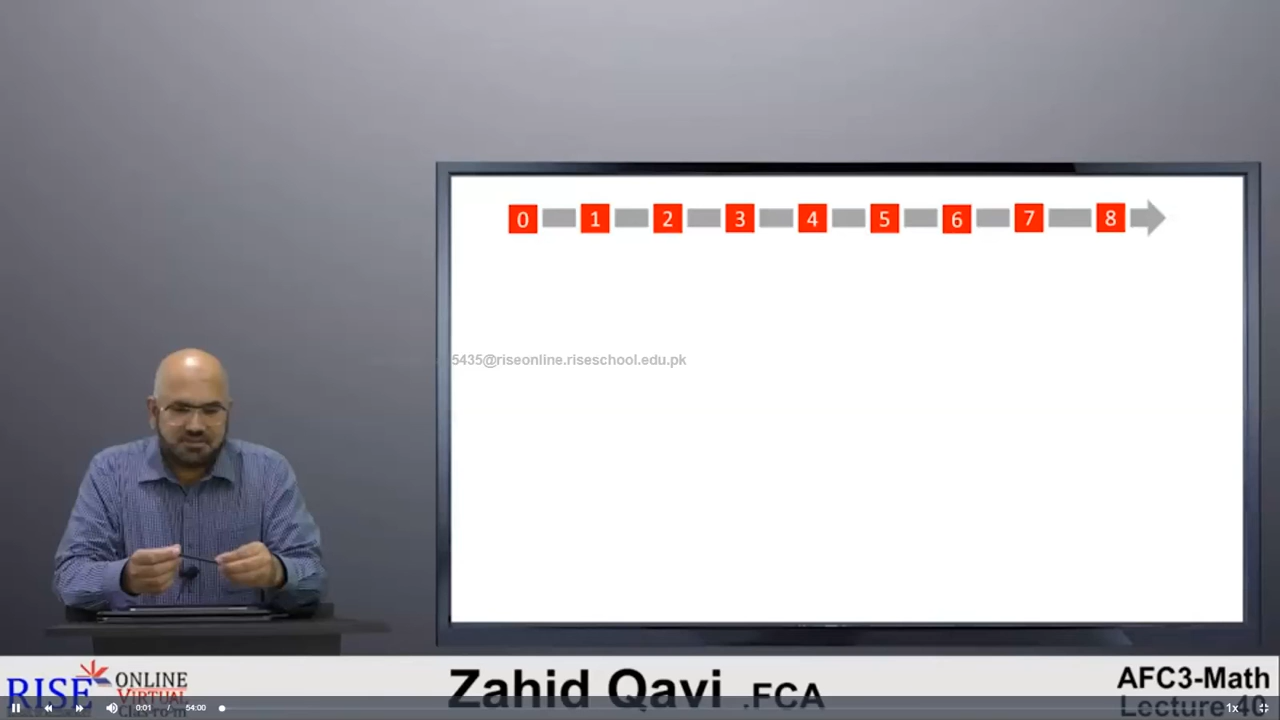 0 1 2 3 4 5 6 7 8
5435@riseonline.riseschool.edu.pk
RISE ONLINE
VIRTUAL
Zahid Qavi .FCA
AFC3-Math
Lecture 40
0:01 / 54:00 1x